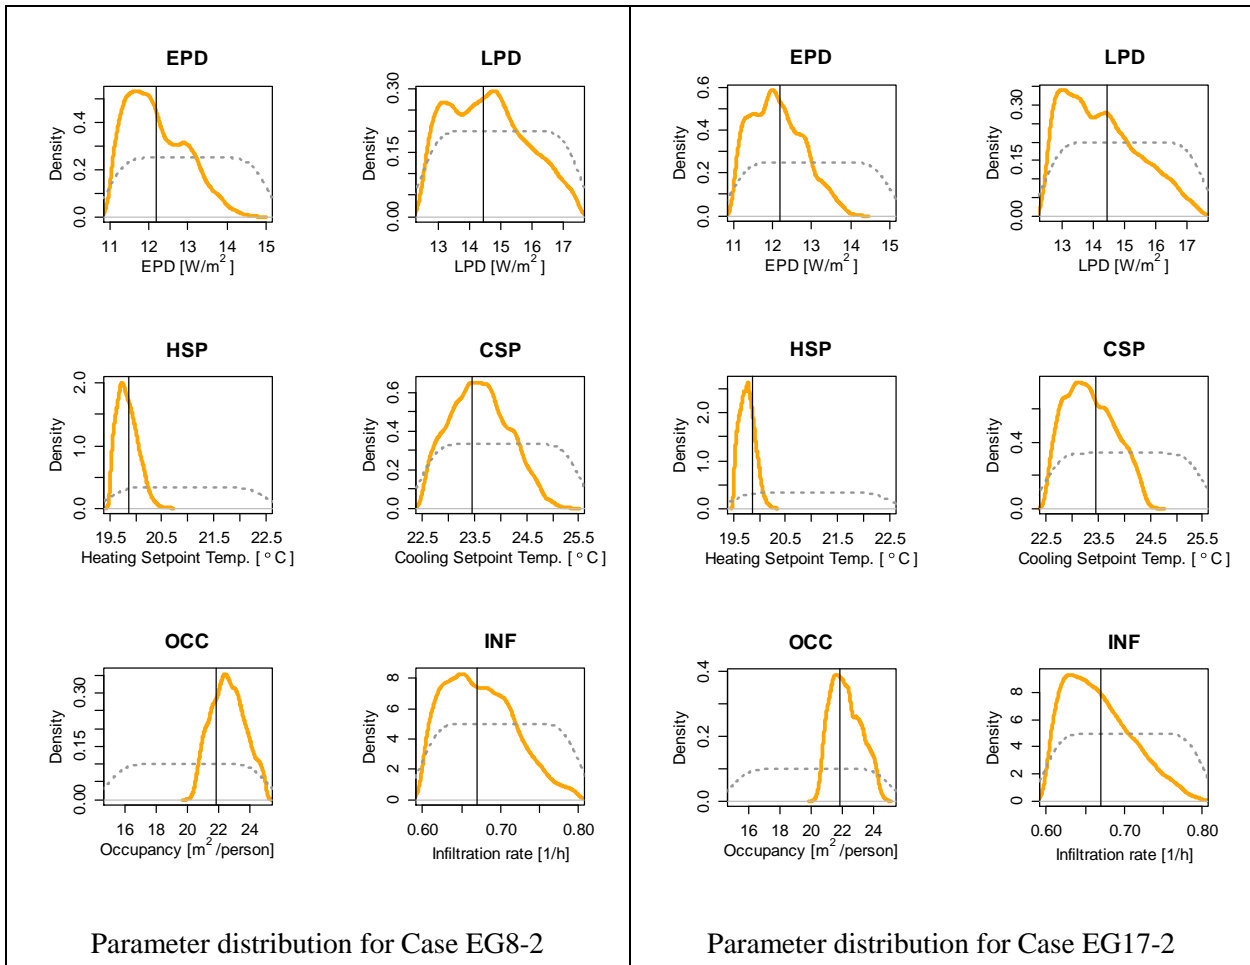 EPD
Density
0.0 0.2 0.4
11 12 13 14 15
EPD [W/m2 ]
LPD
Density
0.00 0.15 0.30
13 14 15 16 17
LPD [W/m2 ]
HSP
Density
0.0 1.0 2.0
19.5 20.5 21.5 22.5
Heating Setpoint Temp. [ ° C ]
CSP
Density
0.0 0.2 0.4 0.6
22.5 23.5 24.5 25.5
Cooling Setpoint Temp. [ ° C ]
OCC
Density
0.00 0.15 0.30
16 18 20 22 24
Occupancy [m2 /person]
INF
Density
0 2 4 6 8
0.60 0.70 0.80
Infiltration rate [1/h]
Parameter distribution for Case EG8-2
EPD
Density
0.0 0.2 0.4 0.6
11 12 13 14 15
EPD [W/m2 ]
LPD
Density
0.00 0.15 0.30
13 14 15 16 17
LPD [W/m2 ]
HSP
Density
0.0 1.0 2.0
19.5 20.5 21.5 22.5
Heating Setpoint Temp. [ ° C ]
CSP
Density
0.0 0.4
22.5 23.5 24.5 25.5
Cooling Setpoint Temp. [ ° C ]
OCC
Density
0.0 0.2 0.4
16 18 20 22 24
Occupancy [m2 /person]
INF
Density
0 2 4 6 8
0.60 0.70 0.80
Infiltration rate [1/h]
Parameter distribution for Case EG17-2